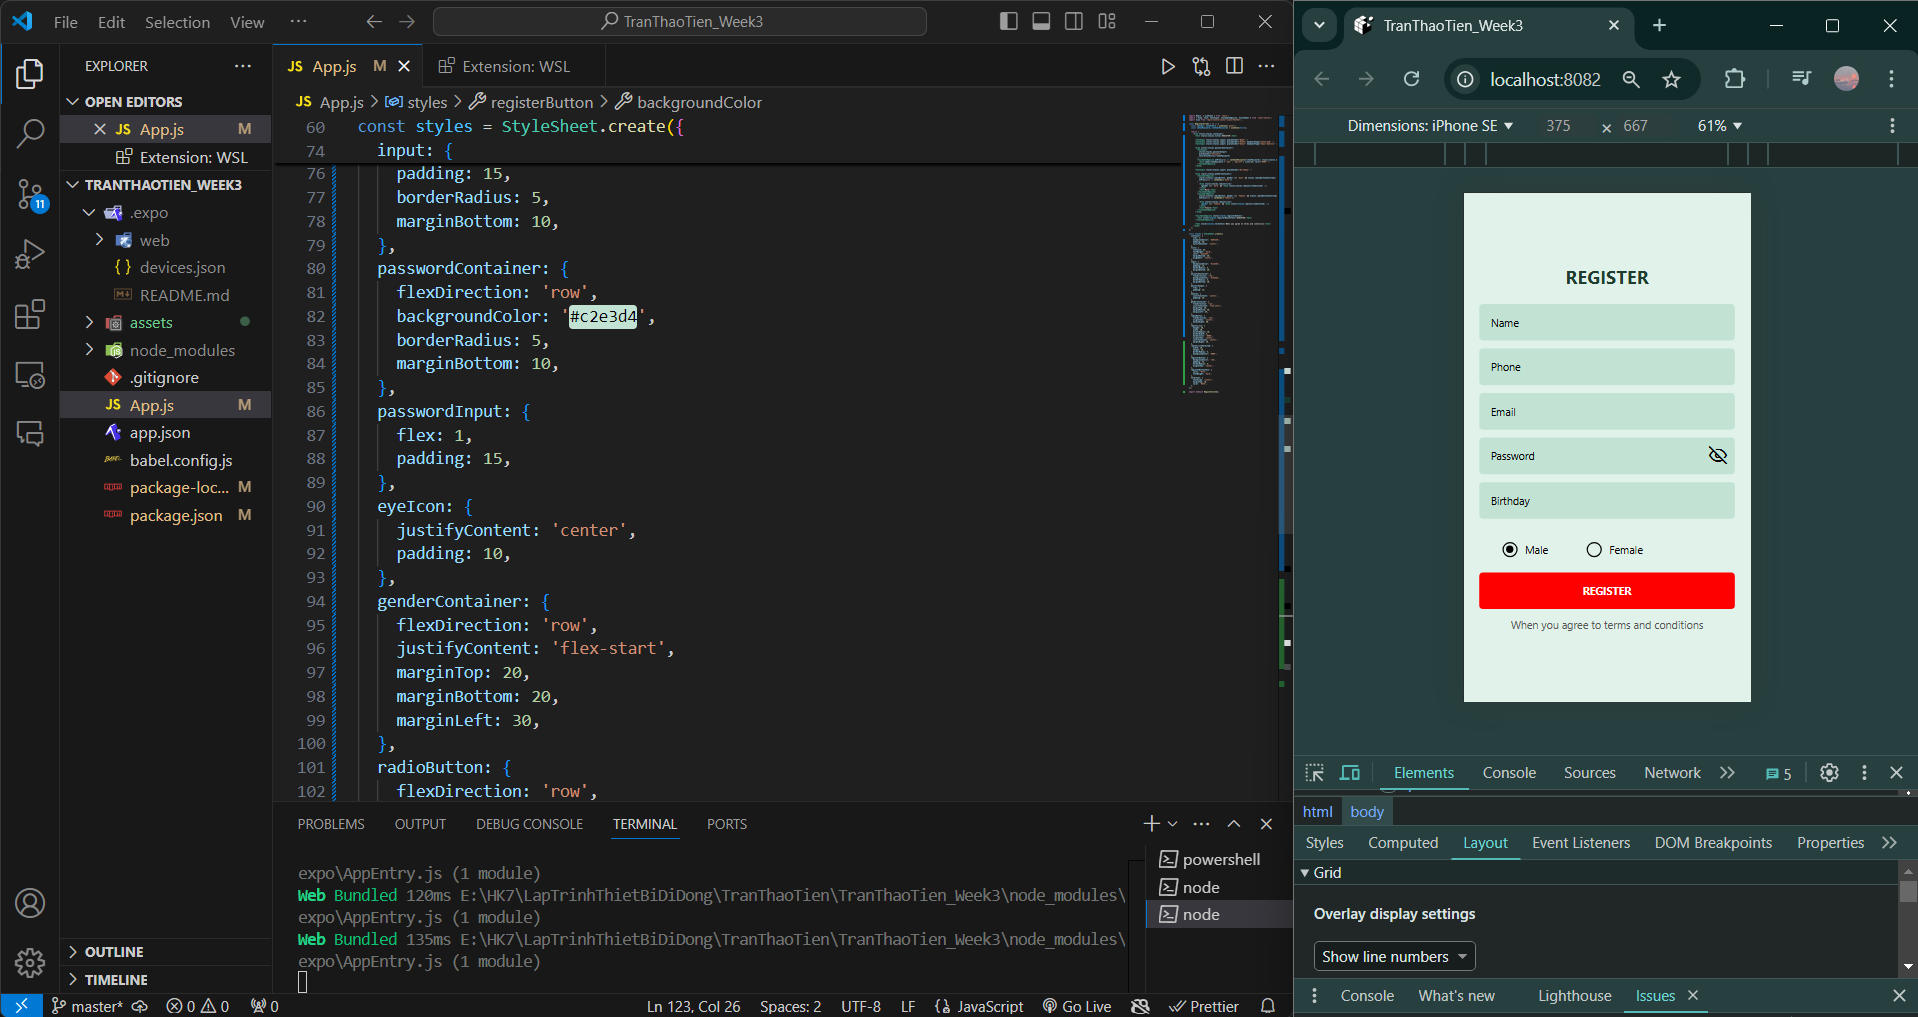 File Edit Selection View ··· TranThaoTien_Week3
EXPLORER
OPEN EDITORS
App.js M
Extension: WSL
TRANTHAOTIEN_WEEK3
.expo
web
devices.json
README.md
assets
node_modules
.gitignore
App.js M
app.json
babel.config.js
package-loc... M
package.json M
OUTLINE
TIMELINE
11
JS App.js M
Extension: WSL
JS App.js > styles > registerButton > backgroundColor
60 const styles = StyleSheet.create({
74 input: {
76 padding: 15,
77 borderRadius: 5,
78 marginBottom: 10,
79 },
80 passwordContainer: {
81 flexDirection: 'row',
82 backgroundColor: '#c2e3d4',
83 borderRadius: 5,
84 marginBottom: 10,
85 },
86 passwordInput: {
87 flex: 1,
88 padding: 15,
89 },
90 eyeIcon: {
91 justifyContent: 'center',
92 padding: 10,
93 },
94 genderContainer: {
95 flexDirection: 'row',
96 justifyContent: 'flex-start',
97 marginTop: 20,
98 marginBottom: 20,
99 marginLeft: 30,
100 },
101 radioButton: {
102 flexDirection: 'row',
PROBLEMS OUTPUT DEBUG CONSOLE TERMINAL PORTS
expo\AppEntry.js (1 module)
Web Bundled 120ms E:\HK7\LapTrinhThietBiDiDong\TranThaoTien\TranThaoTien_Week3\node_modules\
expo\AppEntry.js (1 module)
Web Bundled 135ms E:\HK7\LapTrinhThietBiDiDong\TranThaoTien\TranThaoTien_Week3\node_modules\
expo\AppEntry.js (1 module)
powershell
node
node
master* 0 0 0 Ln 123, Col 26 Spaces: 2 UTF-8 LF {} JavaScript Go Live Prettier
TranThaoTien_Week3
localhost:8082
Dimensions: iPhone SE 375 × 667 61%
REGISTER
Name
Phone
Email
Password
Birthday
Male Female
REGISTER
When you agree to terms and conditions
Elements Console Sources Network 5
html body
Styles Computed Layout Event Listeners DOM Breakpoints Properties
Grid
Overlay display settings
Show line numbers
Console What's new Lighthouse Issues